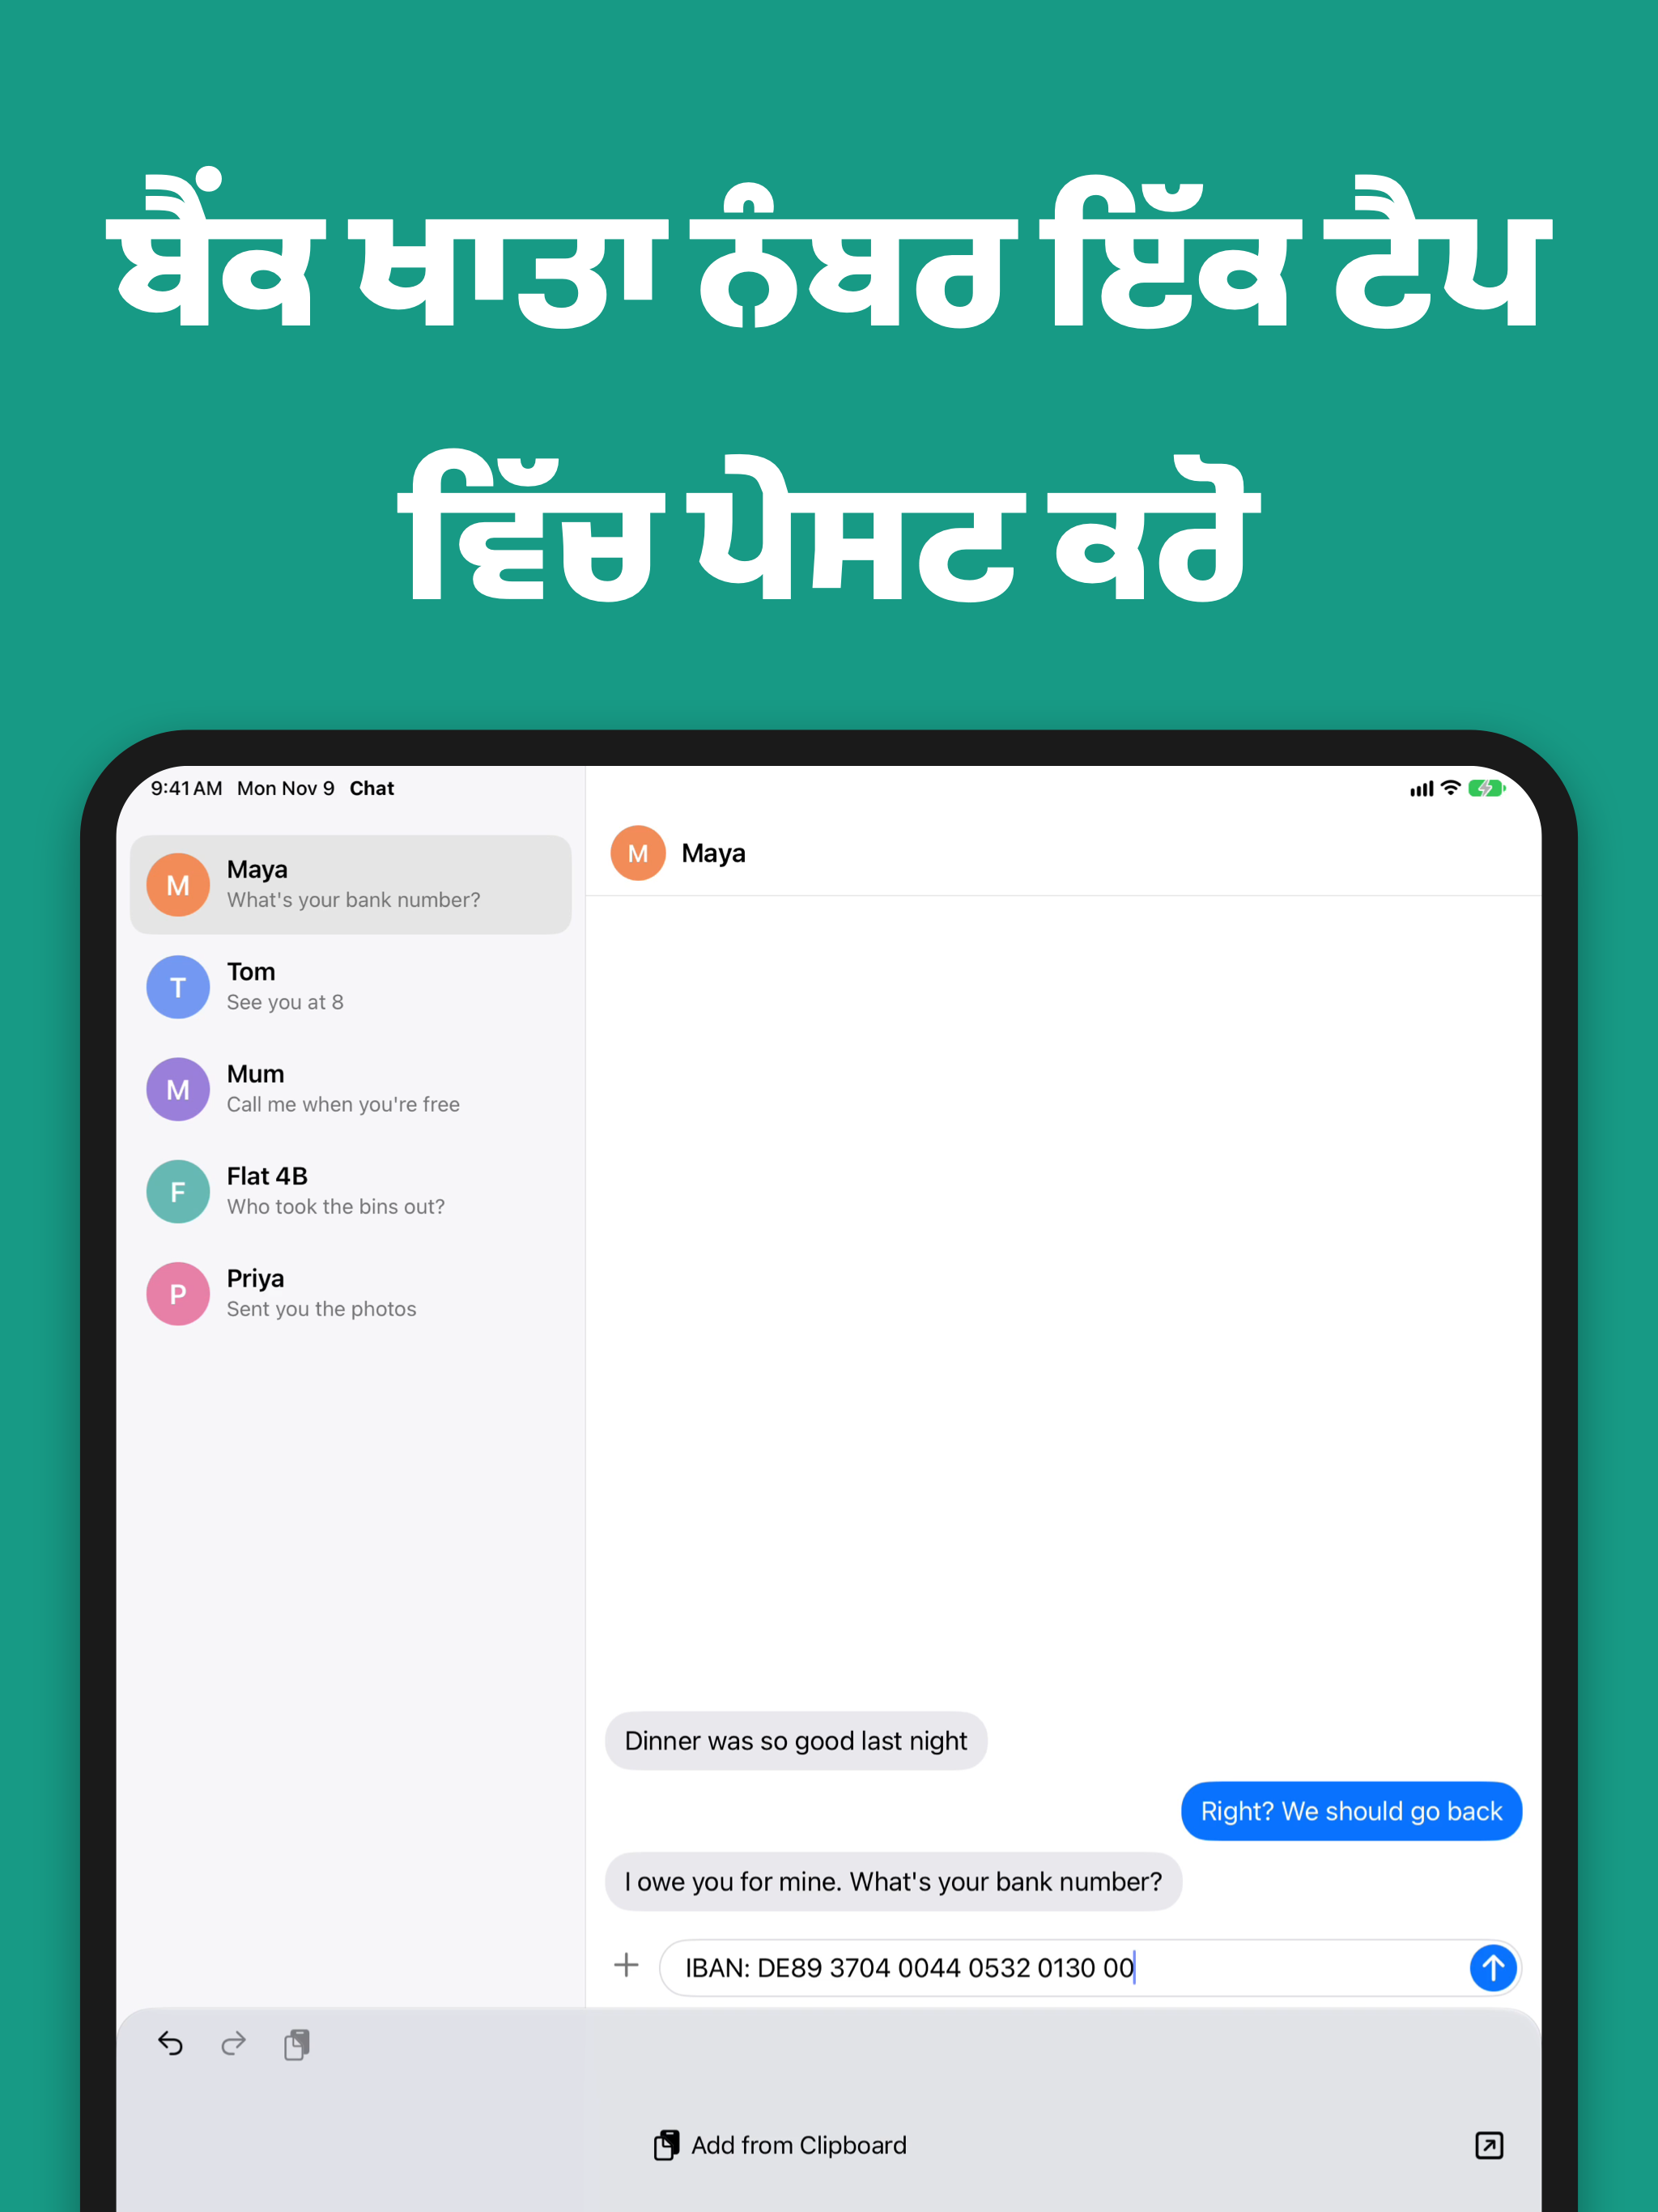 ਬੈਂਕ ਖਾਤਾ ਨੰਬਰ ਇੱਕ ਟੈਪ
ਵਿੱਚ ਪੇਸਟ ਕਰੋ
9:41 AM Mon Nov 9 Chat
M Maya
What's your bank number?
T Tom
See you at 8
M Mum
Call me when you're free
F Flat 4B
Who took the bins out?
P Priya
Sent you the photos
M Maya
Dinner was so good last night
Right? We should go back
I owe you for mine. What's your bank number?
IBAN: DE89 3704 0044 0532 0130 00
Add from Clipboard